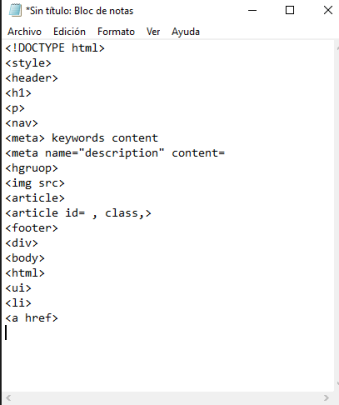 *Sin título: Bloc de notas
Archivo Edición Formato Ver Ayuda
<!DOCTYPE html>
<style>
<header>
<h1>
<p>
<nav>
<meta> keywords content
<meta name="description" content=
<hgruop>
<img src>
<article>
<article id= , class,>
<footer>
<div>
<body>
<html>
<ui>
<li>
<a href>